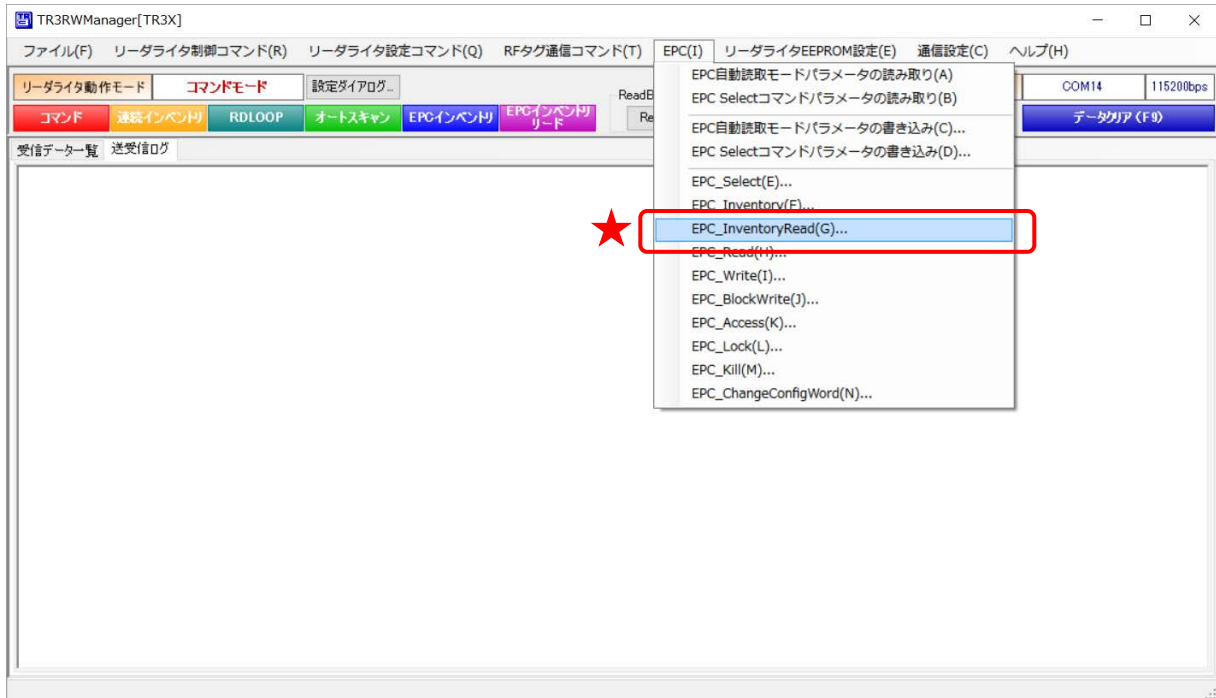 TR3RWManager[TR3X]
ファイル(F) リーダライタ制御コマンド(R) リーダライタ設定コマンド(Q) RFタグ通信コマンド(T) EPC(I) リーダライタEEPROM設定(E) 通信設定(C) ヘルプ(H)
リーダライタ動作モード コマンドモード 設定ダイアログ... COM14 115200bps
コマンド 連続インベントリ RDLOOP オートスキャン EPCインベントリ EPCインベントリ
リード
データクリア(F9)
受信データ一覧 送受信ログ
EPC自動読取モードパラメータの読み取り(A)
EPC Selectコマンドパラメータの読み取り(B)
EPC自動読取モードパラメータの書き込み(C)...
EPC Selectコマンドパラメータの書き込み(D)...
EPC_Select(E)...
EPC_Inventory(F)...
EPC_InventoryRead(G)...
EPC_Read(H)...
EPC_Write(I)...
EPC_BlockWrite(J)...
EPC_Access(K)...
EPC_Lock(L)...
EPC_Kill(M)...
EPC_ChangeConfigWord(N)...